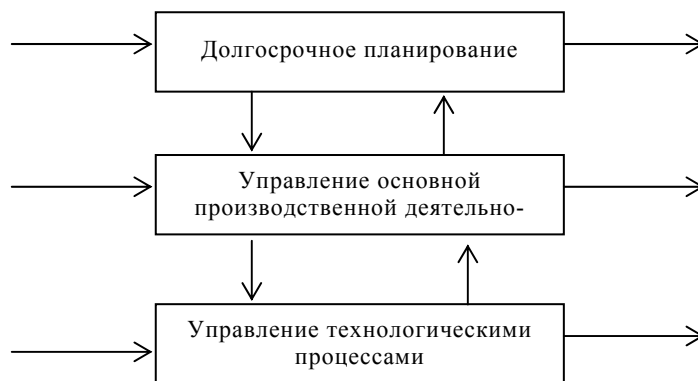 Долгосрочное планирование
Управление основной
производственной деятельно-
Управление технологическими
процессами